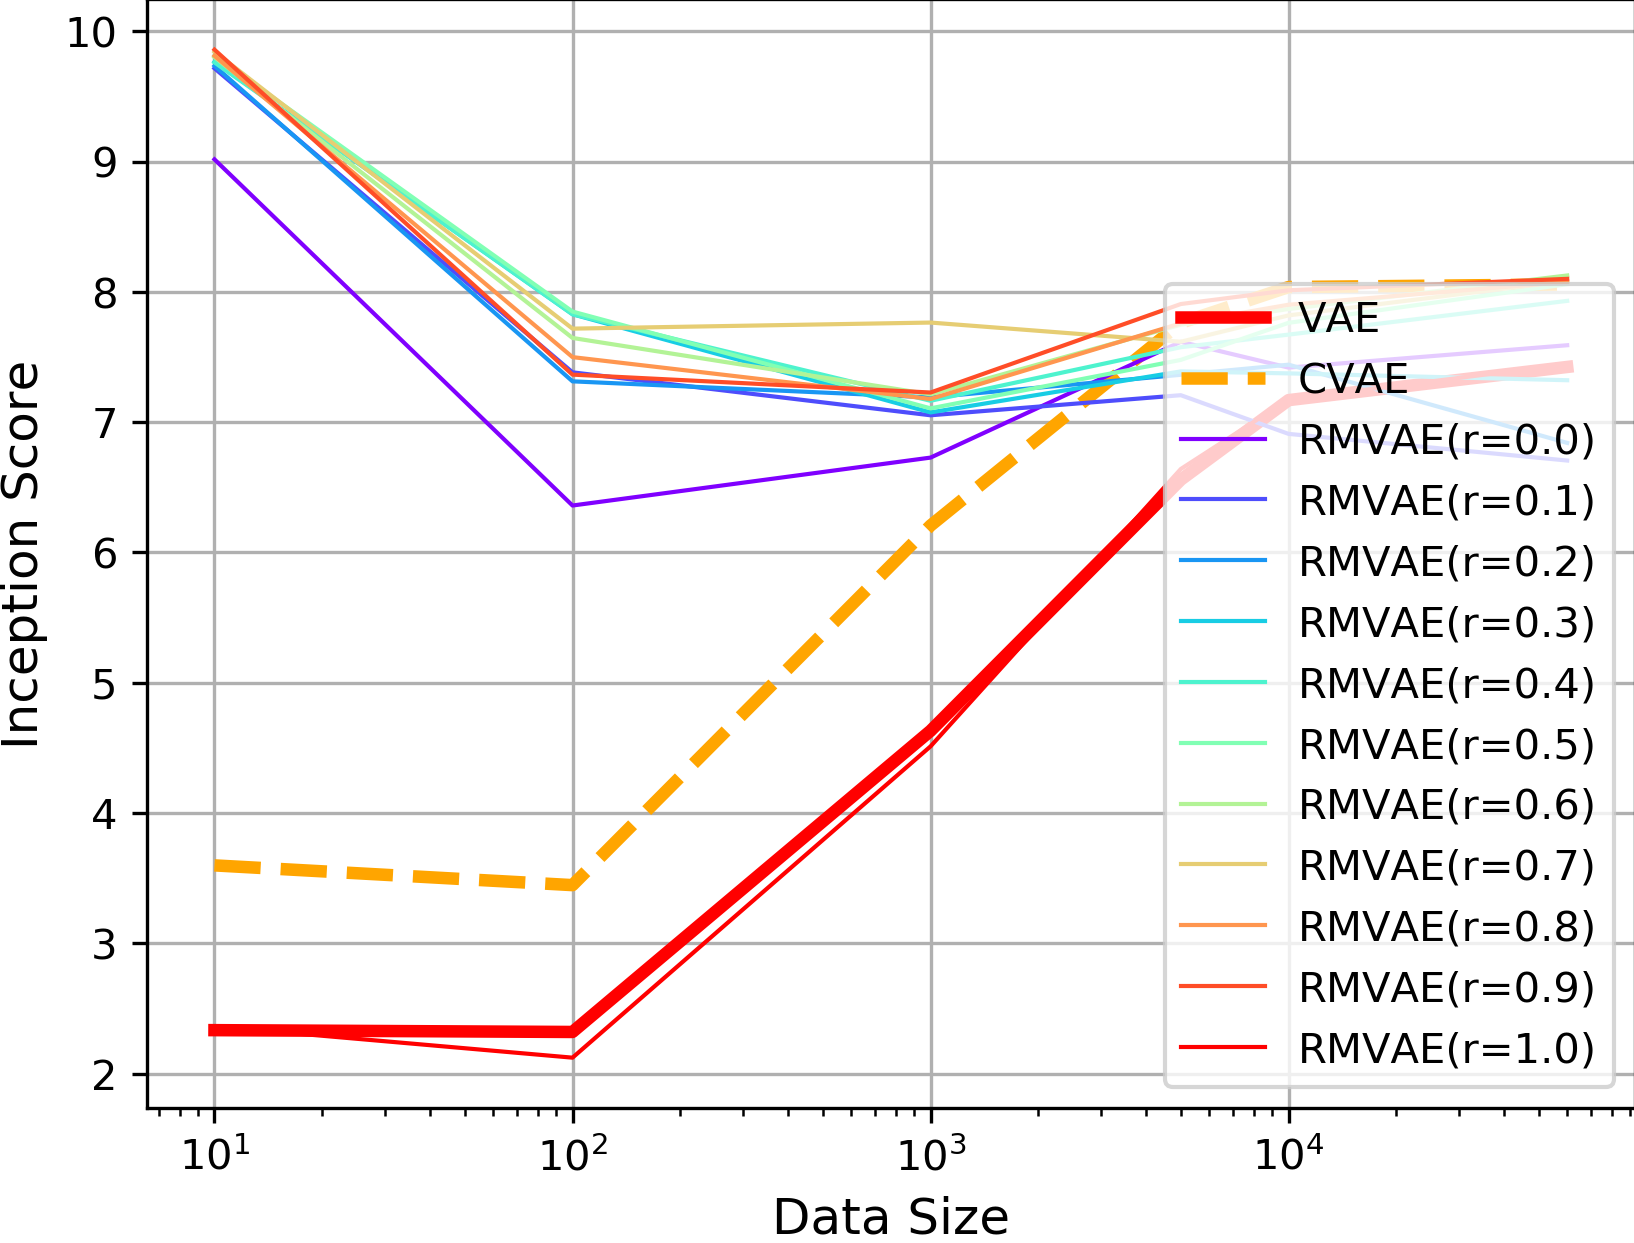 10
9
8
7
6
5
4
3
2
Inception Score
10¹
10²
10³
10⁴
Data Size
VAE
CVAE
RMVAE(r=0.0)
RMVAE(r=0.1)
RMVAE(r=0.2)
RMVAE(r=0.3)
RMVAE(r=0.4)
RMVAE(r=0.5)
RMVAE(r=0.6)
RMVAE(r=0.7)
RMVAE(r=0.8)
RMVAE(r=0.9)
RMVAE(r=1.0)